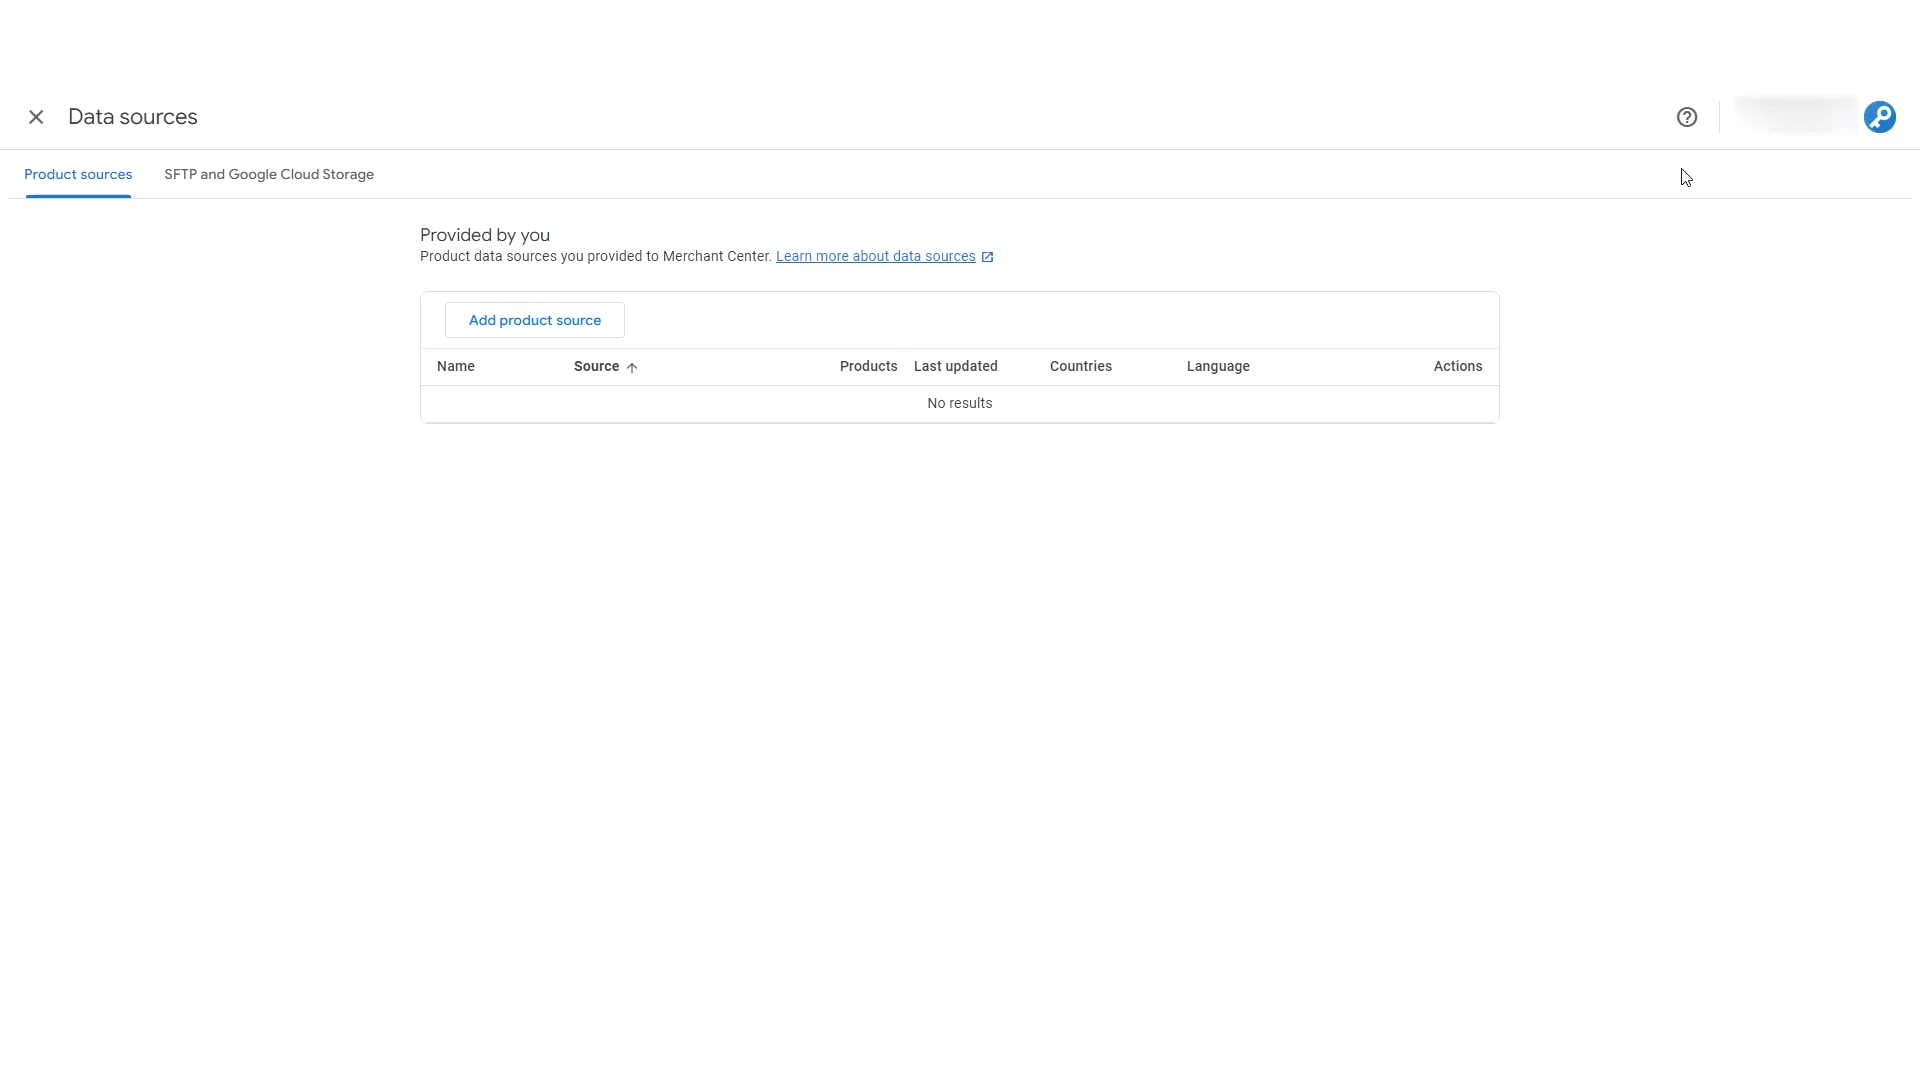 Data sources
Product sources
SFTP and Google Cloud Storage
Provided by you
Product data sources you provided to Merchant Center. Learn more about data sources
Add product source
Name Source Products Last updated Countries Language Actions
No results